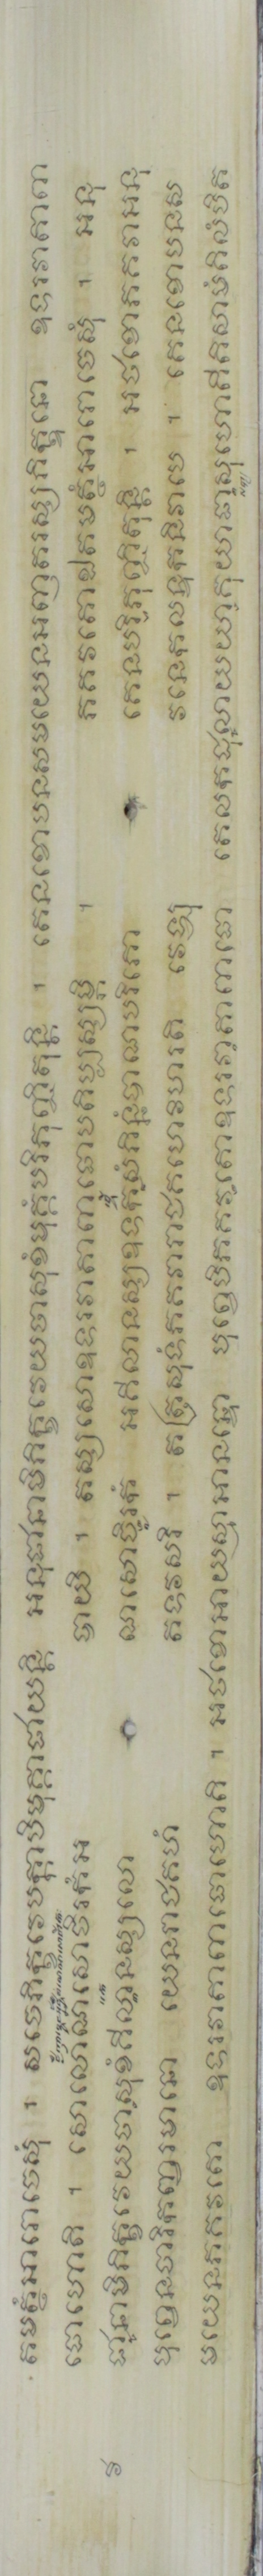 តមត្ថំអារោចេសុំ ។ សចេភិក្ខវេបក្កាបិមុគ្គាជាយន្តិ អនុជានាមិភិក្ខវេយថាសុខំមុគ្គំបរិភុញ្ជិតុន្តិ ។ តេនខោបនសមយេនអញ្ញតរស្សភិក្ខុនោ ឧទរវាតាពា
ធោហោតិ ។ សោលោណសោចិរកំអ បាយិ ។ តស្សសោឧទរវាតាពាធោបតិប្បស្សម្ភិ ។ ភគវតោឯតមត្ថំអារោចេសុំ ។ អនុ
ជានាមិភិក្ខវេយថាសុខំគីលានស្សលោ ណសោចិរកំ អគីលានស្សឧទកសំភិន្នំបាណបរិភោ គេនបរិភុញ្ជិតុន្តិ ។ អថខោភគវាអនុ
បុព្វេនចារិកញ្ចរមានោ យេនរាជគហំ តទវសរិ ។ តត្រសុទំភគវារាជគហេវិហរតិ វេឡុ វនេកលន្ទកនិវាបេ ។ តេនខោបនស
មយេនភគវតោ ឧទរវាតាពាធោហោតិ ។ អថខោអាយស្មាអានន្ទោ បុព្វេបិភគវតោឧទរវាតាពាធោ តេលកដុលាយយាគុយាផាសុហោតីតិសាមំតិលំបិត